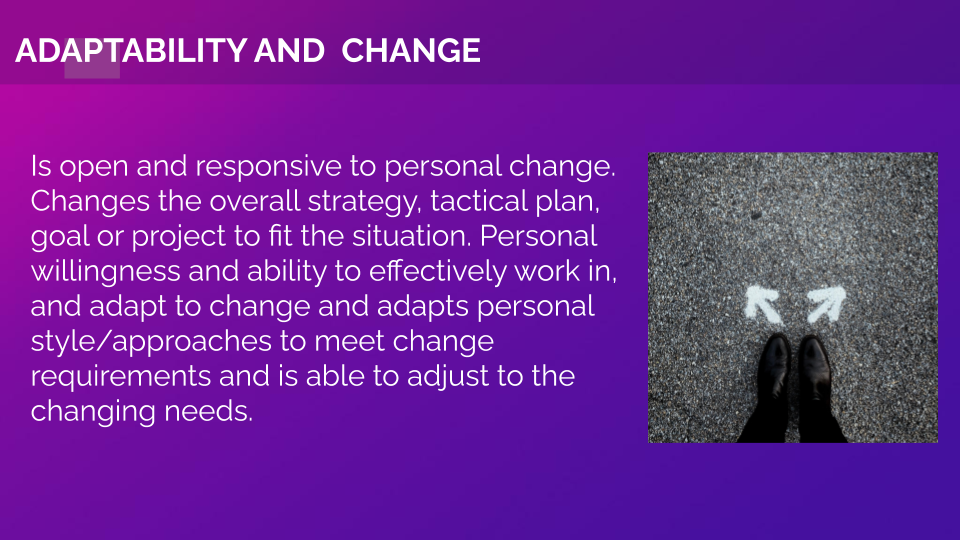 ADAPTABILITY AND  CHANGE
Is open and responsive to personal change.
Changes the overall strategy, tactical plan,
goal or project to fit the situation. Personal
willingness and ability to effectively work in,
and adapt to change and adapts personal
style/approaches to meet change
requirements and is able to adjust to the
changing needs.